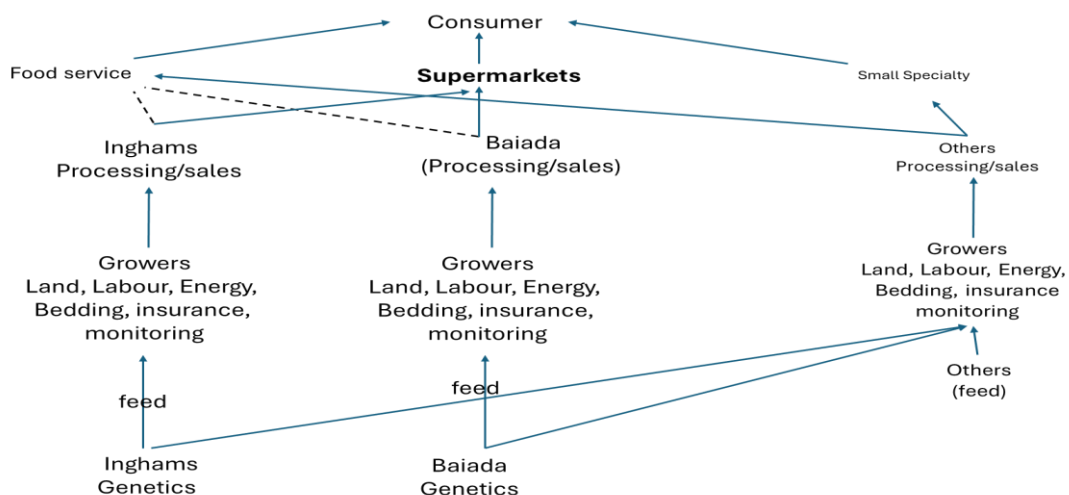 Consumer
Food service
Supermarkets
Small Specialty
Inghams
Processing/sales
Baiada
(Processing/sales)
Others
Processing/sales
Growers
Land, Labour, Energy,
Bedding, insurance,
monitoring
Growers
Land, Labour, Energy,
Bedding, insurance,
monitoring
Growers
Land, Labour, Energy,
Bedding, insurance
monitoring
feed
feed
Others
(feed)
Inghams
Genetics
Baiada
Genetics